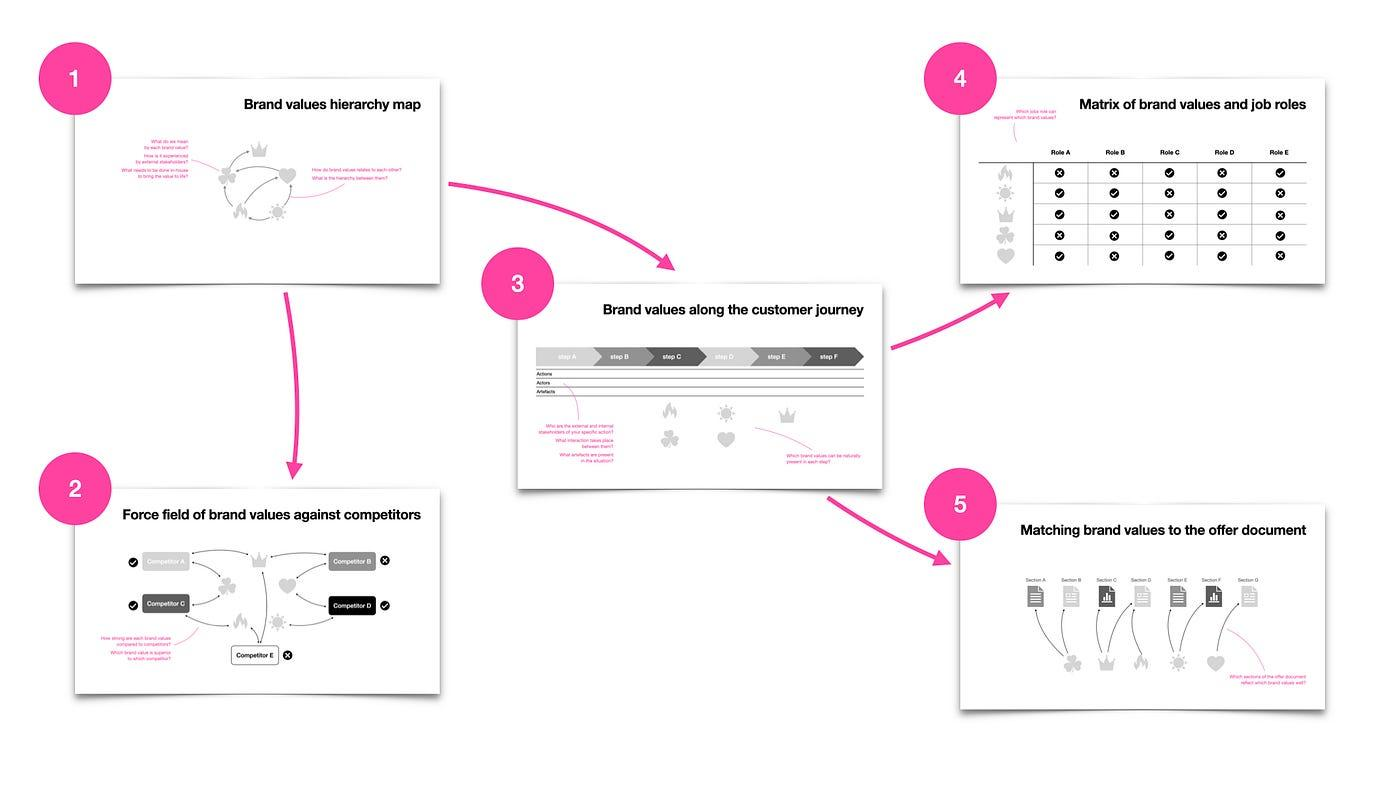 1
Brand values hierarchy map
What do we mean
by each brand value?
How is it experienced
by external stakeholders?
What needs to be done in-house
to bring the value to life?
How do brand values relates to each other?
What is the hierarchy between them?
2
Force field of brand values against competitors
Competitor A
Competitor B
Competitor C
Competitor D
Competitor E
How strong are each brand values
compared to competitors?
Which brand value is superior
to which competitor?
3
Brand values along the customer journey
step A
step B
step C
step D
step E
step F
Actions
Actors
Artefacts
Who are the external and internal
stakeholders of your specific action?
What interaction takes place
between them?
What artefacts are present
in the situation?
Which brand values can be naturally
present in each step?
4
Matrix of brand values and job roles
Which jobs role can
represent which brand values?
Role A
Role B
Role C
Role D
Role E
5
Matching brand values to the offer document
Section A
Section B
Section C
Section D
Section E
Section F
Section G
Which sections of the offer document
reflect which brand values well?